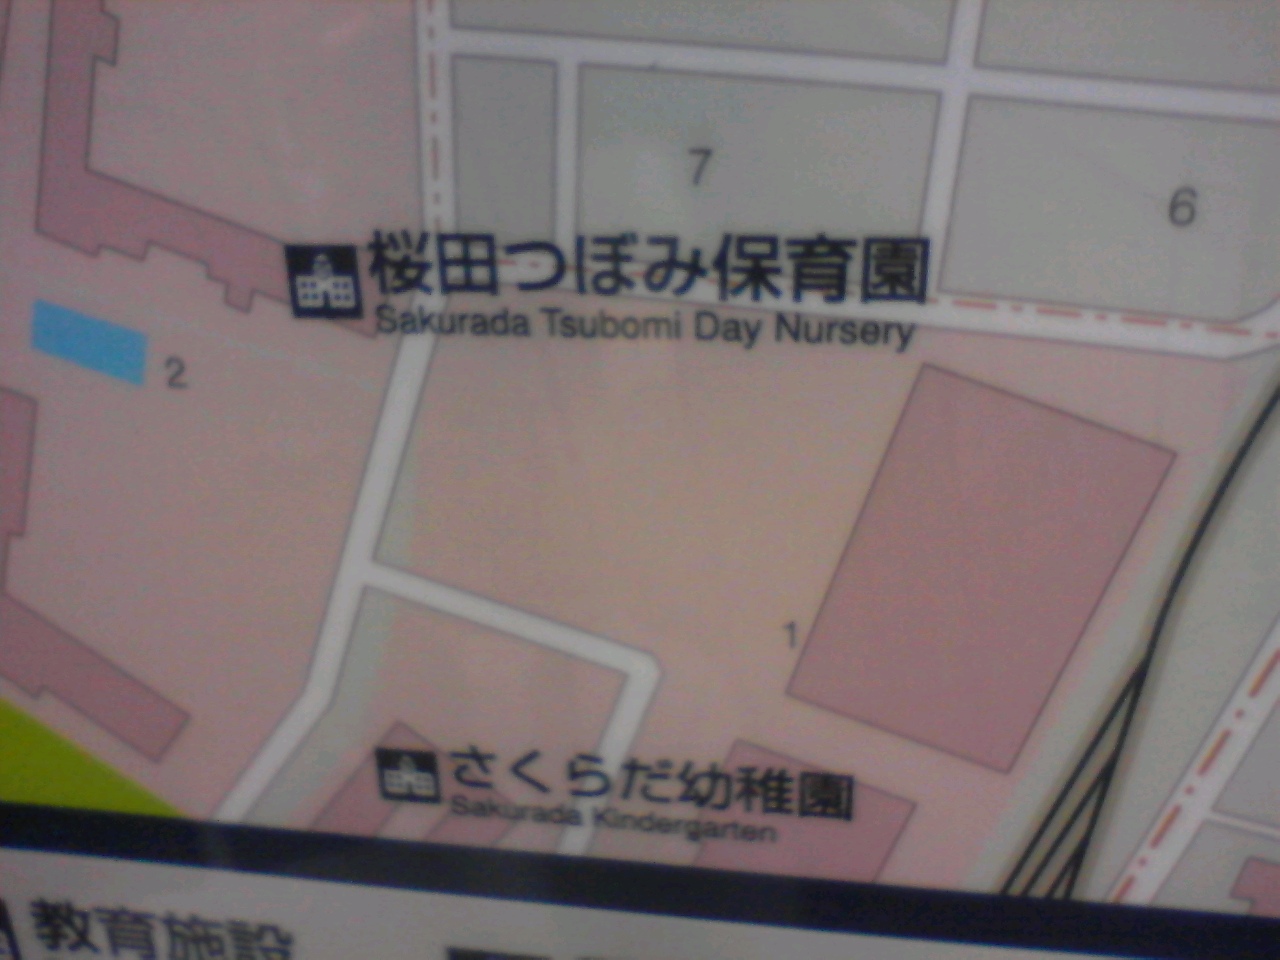 7
6
桜田つぼみ保育園
Sakurada Tsubomi Day Nursery
2
1
さくらだ幼稚園
Sakurada Kindergarten
教育施設